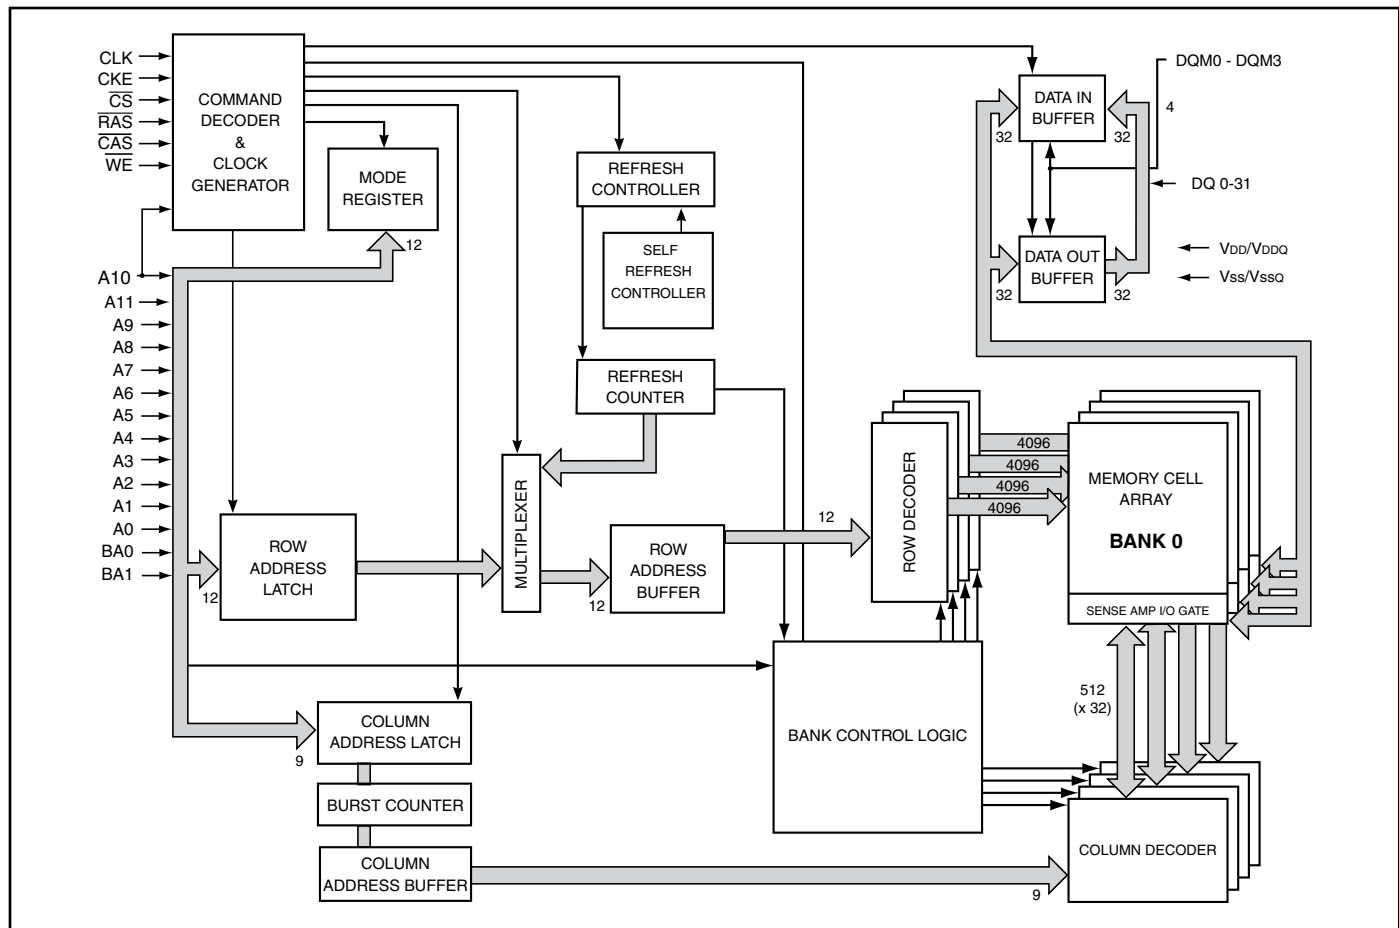 CLK
CKE
CS
RAS
CAS
WE
A10
A11
A9
A8
A7
A6
A5
A4
A3
A2
A1
A0
BA0
BA1
COMMAND
DECODER
&
CLOCK
GENERATOR
MODE
REGISTER
12
REFRESH
CONTROLLER
SELF
REFRESH
CONTROLLER
REFRESH
COUNTER
DATA IN
BUFFER
32
32
DQM0 - DQM3
4
DQ 0-31
VDD/VDDQ
VSS/VSSQ
DATA OUT
BUFFER
32
32
ROW
ADDRESS
LATCH
12
MULTIPLEXER
12
ROW
ADDRESS
BUFFER
12
ROW DECODER
4096
4096
4096
4096
MEMORY CELL
ARRAY
BANK 0
SENSE AMP I/O GATE
512
(x 32)
BANK CONTROL LOGIC
COLUMN
ADDRESS LATCH
9
BURST COUNTER
COLUMN
ADDRESS BUFFER
9
COLUMN DECODER